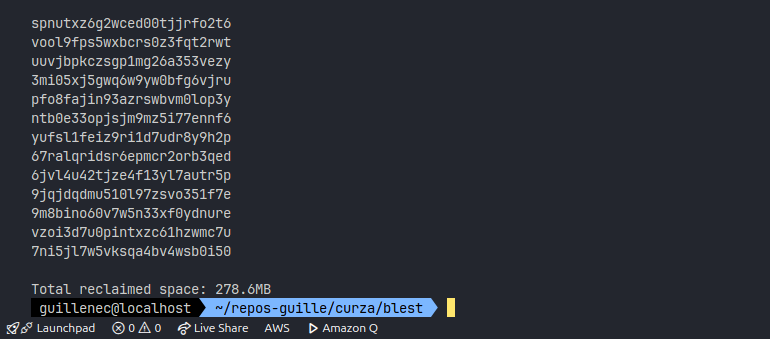 spnutxz6g2wced00tjjrfo2t6
vool9fps5wxbcrs0z3fqt2rwt
uuvjbpkczsgp1mg26a353vezy
3mi05xj5gwq6w9yw0bfg6vjru
pfo8fajin93azrswbvm0lop3y
ntb0e33opjsjm9mz5i77ennf6
yufsl1feiz9ri1d7udr8y9h2p
67ralqridsr6epmcr2orb3qed
6jvl4u42tjze4f13yl7autr5p
9jqjdqdmu510l97zsvo351f7e
9m8bino60v7w5n33xf0ydnure
vzoi3d7u0pintxzc61hzwmc7u
7ni5jl7w5vksqa4bv4wsb0i50
Total reclaimed space: 278.6MB
guillenec@localhost ~/repos-guille/curza/blest
Launchpad 0 0 Live Share AWS Amazon Q